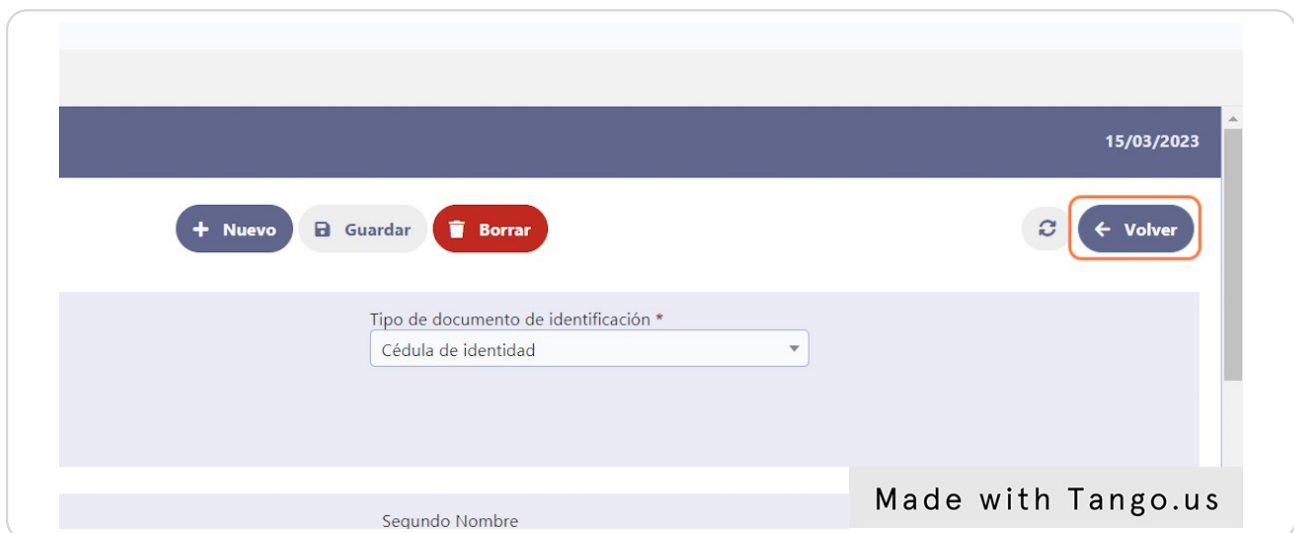 15/03/2023
+ Nuevo Guardar Borrar Volver
Tipo de documento de identificación *
Cédula de identidad
Segundo Nombre
Made with Tango.us